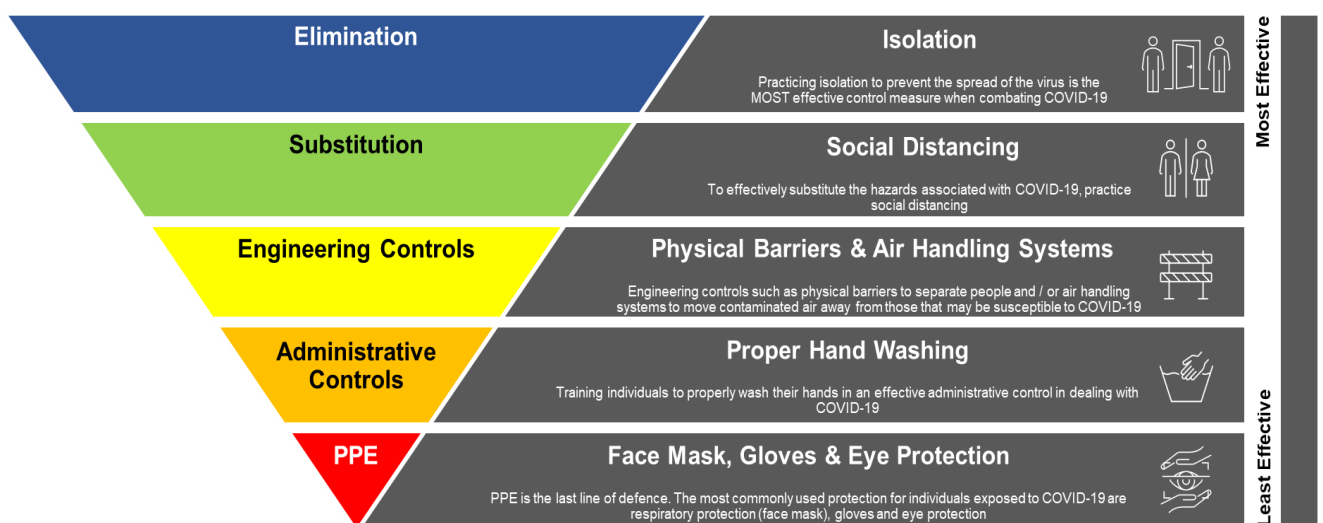 Elimination
Isolation
Practicing isolation to prevent the spread of the virus is the
MOST effective control measure when combating COVID-19
Substitution
Social Distancing
To effectively substitute the hazards associated with COVID-19, practice
social distancing
Engineering Controls
Physical Barriers & Air Handling Systems
Engineering controls such as physical barriers to separate people and / or air handling
systems to move contaminated air away from those that may be susceptible to COVID-19
Administrative
Controls
Proper Hand Washing
Training individuals to properly wash their hands in an effective administrative control in dealing with
COVID-19
PPE
Face Mask, Gloves & Eye Protection
PPE is the last line of defence. The most commonly used protection for individuals exposed to COVID-19 are
respiratory protection (face mask), gloves and eye protection
Most Effective
Least Effective